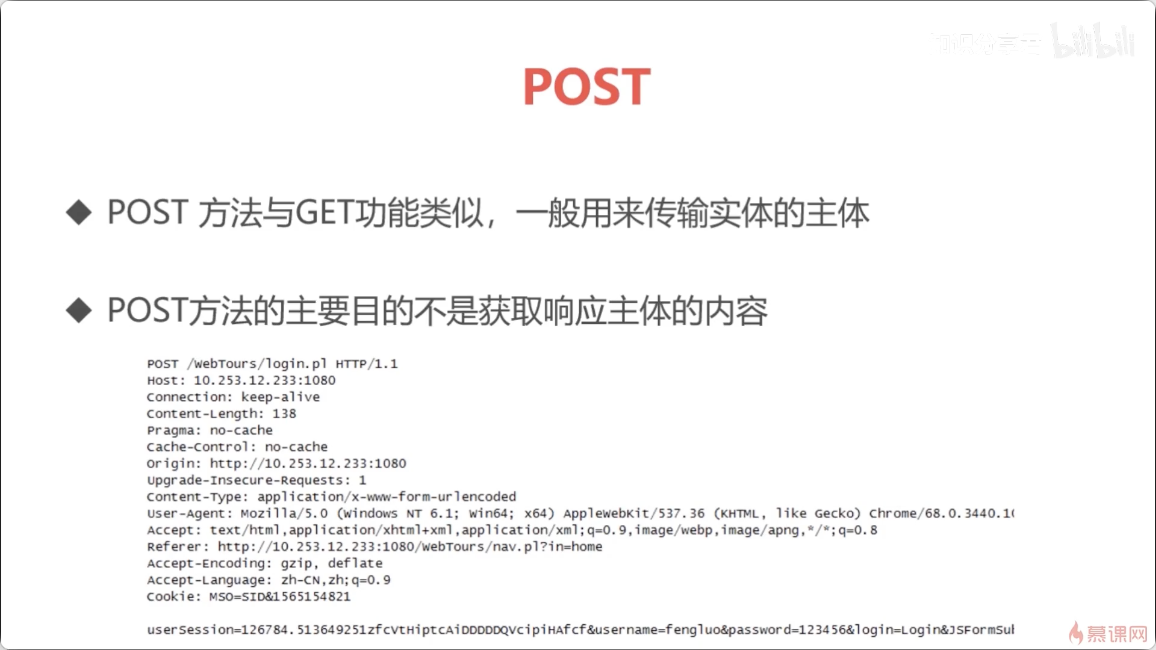 bilibili
POST
POST 方法与GET功能类似，一般用来传输实体的主体
POST方法的主要目的不是获取响应主体的内容
POST /WebTours/login.pl HTTP/1.1
Host: 10.253.12.233:1080
Connection: keep-alive
Content-Length: 138
Pragma: no-cache
Cache-Control: no-cache
Origin: http://10.253.12.233:1080
Upgrade-Insecure-Requests: 1
Content-Type: application/x-www-form-urlencoded
User-Agent: Mozilla/5.0 (Windows NT 6.1; Win64; x64) AppleWebKit/537.36 (KHTML, like Gecko) Chrome/68.0.3440.10
Accept: text/html,application/xhtml+xml,application/xml;q=0.9,image/webp,image/apng,*/*;q=0.8
Referer: http://10.253.12.233:1080/WebTours/nav.pl?in=home
Accept-Encoding: gzip, deflate
Accept-Language: zh-CN,zh;q=0.9
Cookie: MSO=SID&1565154821
userSession=126784.513649251zfcVtHiptcAiDDDDDQVcipiHAfcf&username=fengluo&password=123456&login=Login&JSFormSub
慕课网